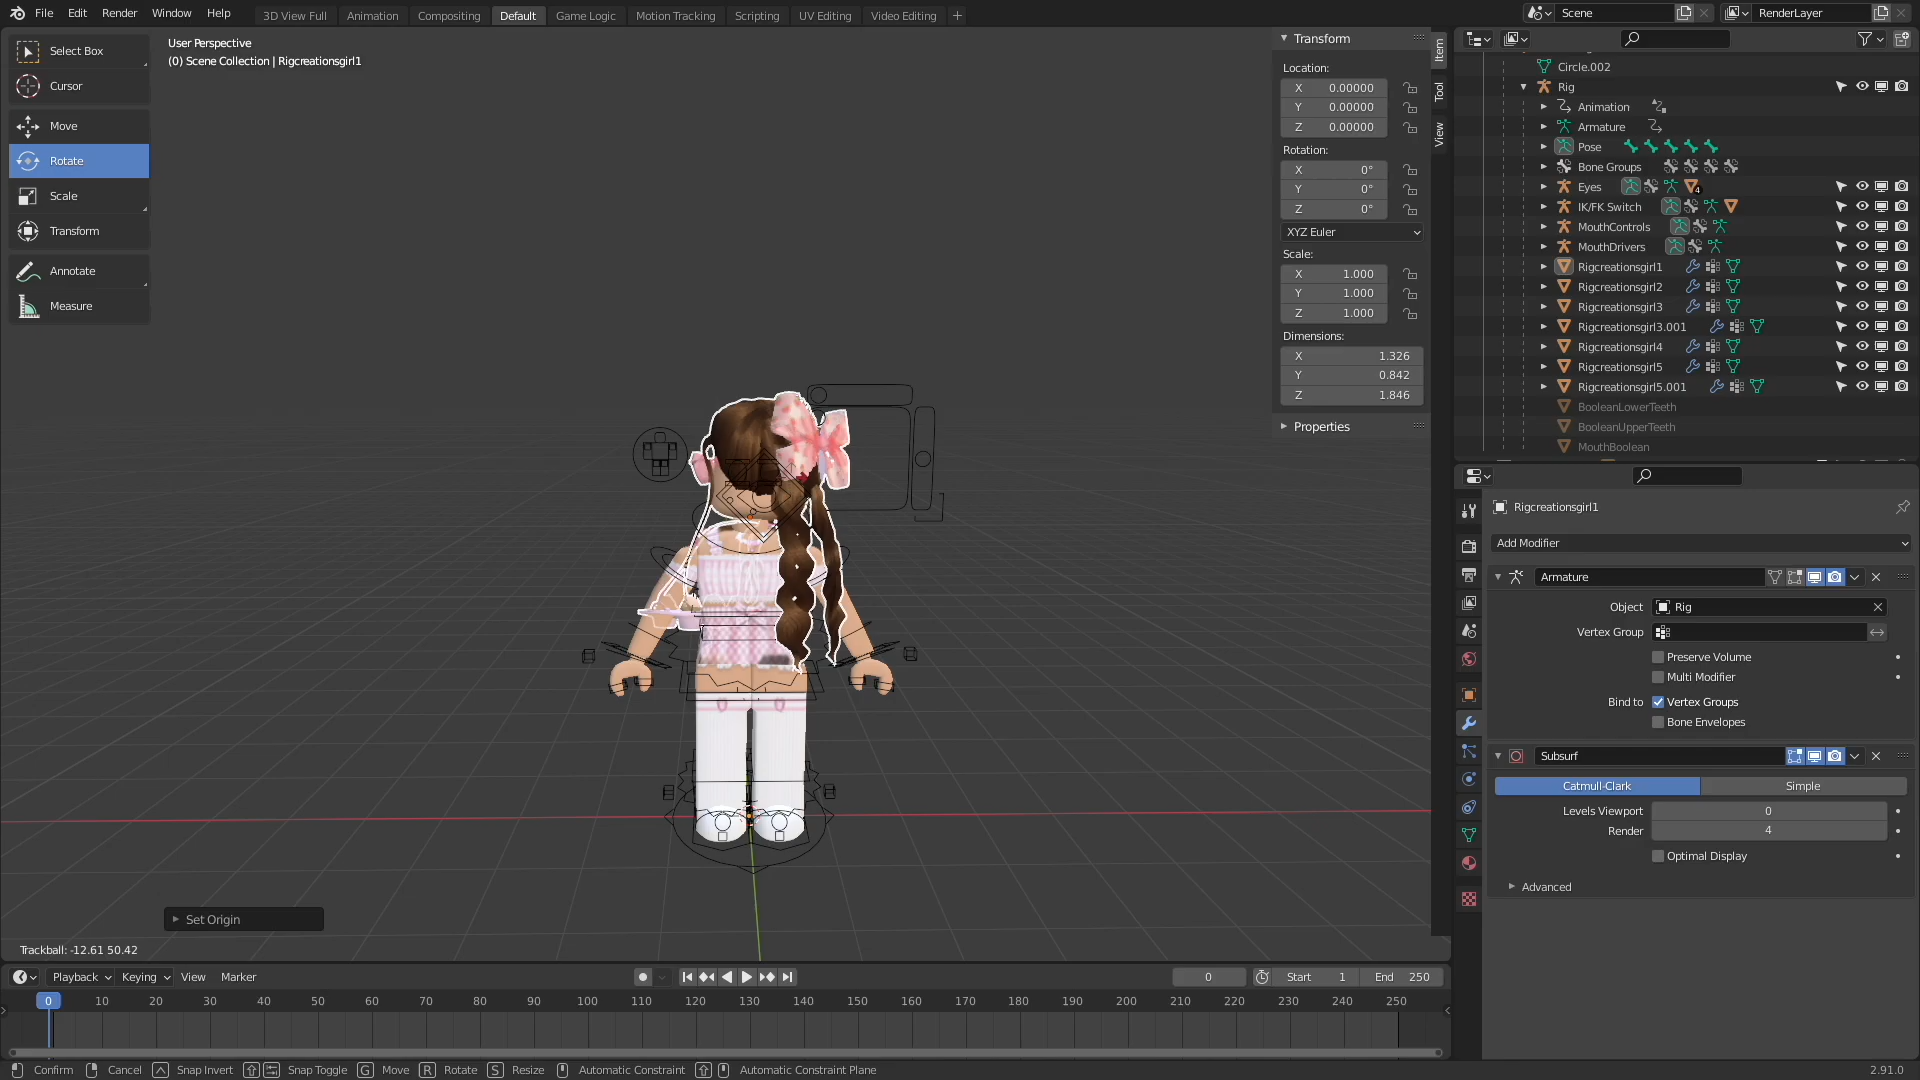 File Edit Render Window Help
3D View Full Animation Compositing Default Game Logic Motion Tracking Scripting UV Editing Video Editing +
Scene
RenderLayer
Select Box
Cursor
Move
Rotate
Scale
Transform
Annotate
Measure
User Perspective
(0) Scene Collection | Rigcreationsgirl1
Transform
Location:
X 0.00000
Y 0.00000
Z 0.00000
Rotation:
X 0°
Y 0°
Z 0°
XYZ Euler
Scale:
X 1.000
Y 1.000
Z 1.000
Dimensions:
X 1.326
Y 0.842
Z 1.846
Properties
Item
Tool
View
Circle.002
Rig
Animation
Armature
Pose
Bone Groups
Eyes 4
IK/FK Switch
MouthControls
MouthDrivers
Rigcreationsgirl1
Rigcreationsgirl2
Rigcreationsgirl3
Rigcreationsgirl3.001
Rigcreationsgirl4
Rigcreationsgirl5
Rigcreationsgirl5.001
BooleanLowerTeeth
BooleanUpperTeeth
MouthBoolean
Rigcreationsgirl1
Add Modifier
Armature
Object Rig
Vertex Group
Preserve Volume
Multi Modifier
Bind to Vertex Groups
Bone Envelopes
Subsurf
Catmull-Clark Simple
Levels Viewport 0
Render 4
Optimal Display
Advanced
Set Origin
Trackball: -12.61 50.42
Playback Keying View Marker
0 Start 1 End 250
0 10 20 30 40 50 60 70 80 90 100 110 120 130 140 150 160 170 180 190 200 210 220 230 240 250
Confirm Cancel Snap Invert Snap Toggle G Move R Rotate S Resize Automatic Constraint Automatic Constraint Plane
2.91.0